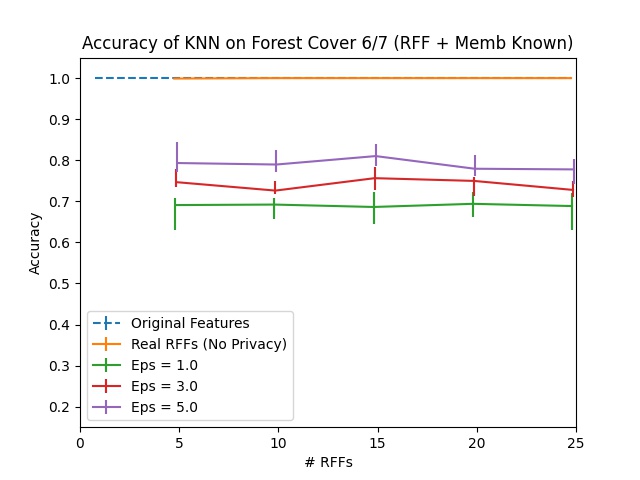 Accuracy of KNN on Forest Cover 6/7 (RFF + Memb Known)
1.0
0.9
0.8
0.7
0.6
0.5
0.4
0.3
0.2
Accuracy
Original Features
Real RFFs (No Privacy)
Eps = 1.0
Eps = 3.0
Eps = 5.0
0 5 10 15 20 25
# RFFs